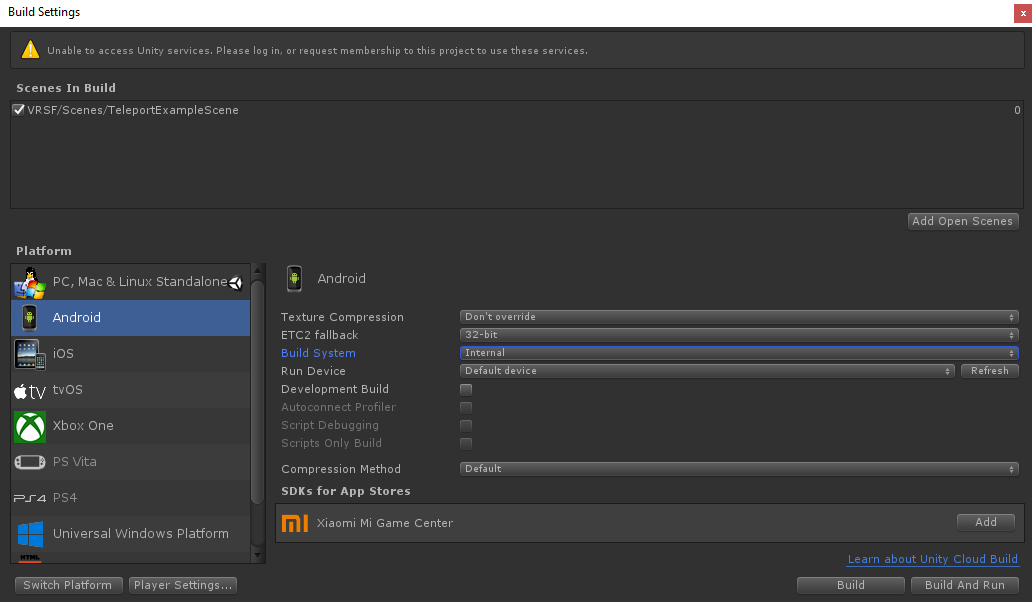 Build Settings
x
Unable to access Unity services. Please log in, or request membership to this project to use these services.
Scenes In Build
VRSF/Scenes/TeleportExampleScene 0
Add Open Scenes
Platform
PC, Mac & Linux Standalone
Android
iOS
tv tvOS
Xbox One
PS Vita
PS4 PS4
Universal Windows Platform
HTML
Android
Texture Compression Don't override
ETC2 fallback 32-bit
Build System Internal
Run Device Default device Refresh
Development Build
Autoconnect Profiler
Script Debugging
Scripts Only Build
Compression Method Default
SDKs for App Stores
Xiaomi Mi Game Center Add
Learn about Unity Cloud Build
Switch Platform Player Settings... Build Build And Run